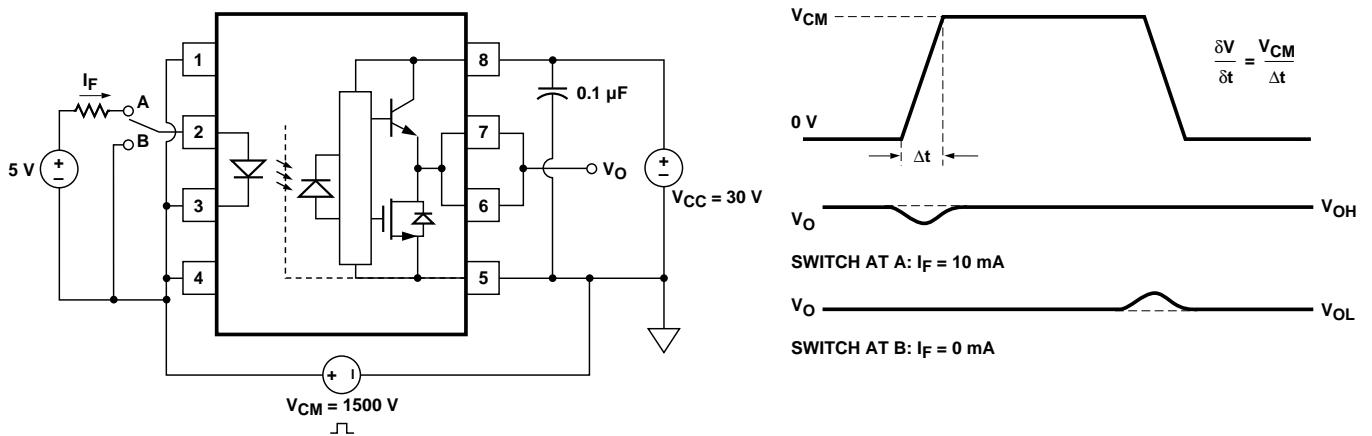 1
2
3
4
8
7
6
5
I_F
A
B
5 V
+
–
0.1 µF
V_O
+
–
V_CC = 30 V
+
–
V_CM = 1500 V
V_CM
0 V
Δt
δV/δt = V_CM/Δt
V_O
V_OH
SWITCH AT A: I_F = 10 mA
V_O
V_OL
SWITCH AT B: I_F = 0 mA